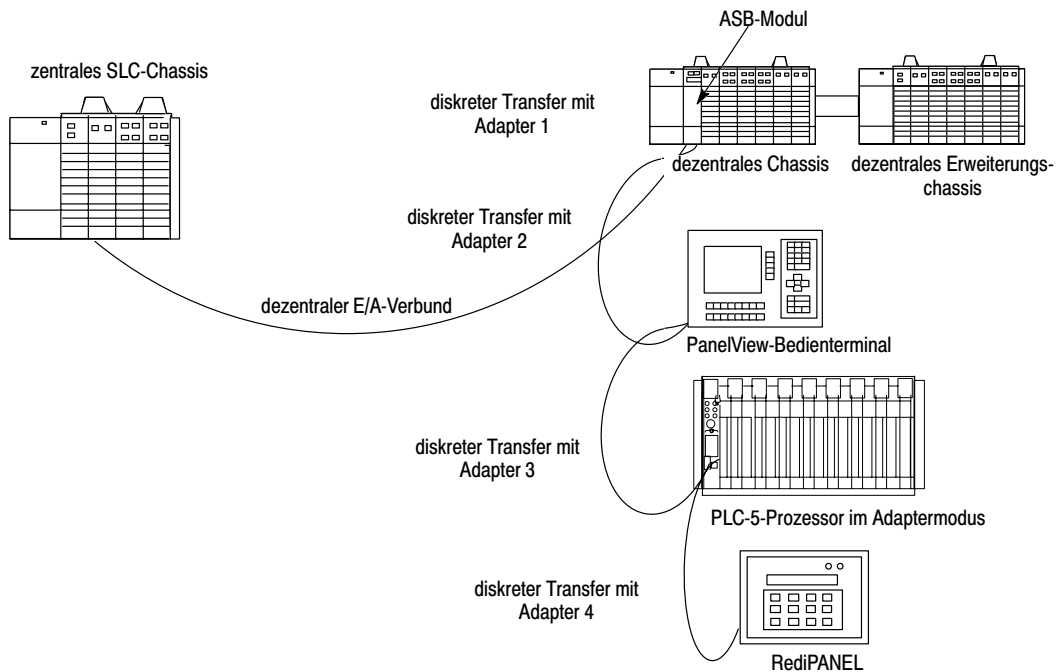 ASB-Modul
zentrales SLC-Chassis
diskreter Transfer mit
Adapter 1
dezentrales Chassis
dezentrales Erweiterungs-
chassis
diskreter Transfer mit
Adapter 2
dezentraler E/A-Verbund
PanelView-Bedienterminal
diskreter Transfer mit
Adapter 3
PLC-5-Prozessor im Adaptermodus
diskreter Transfer mit
Adapter 4
RediPANEL